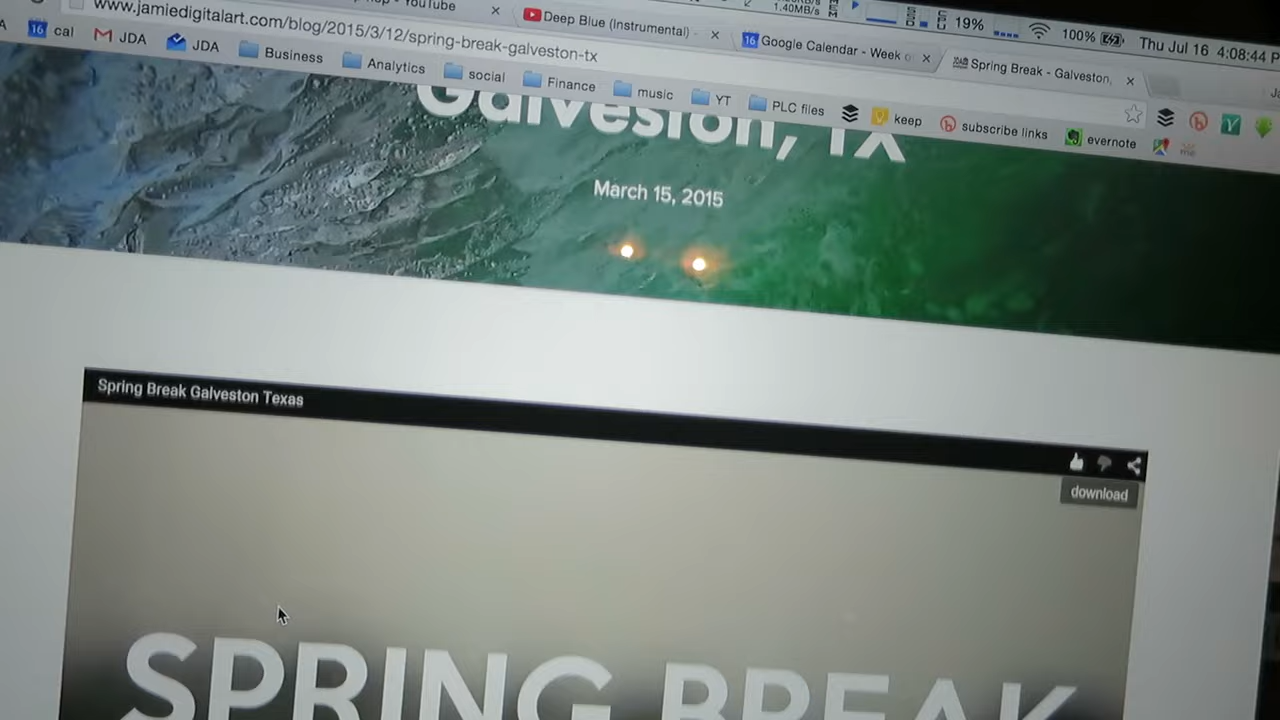 YouTube
Deep Blue (Instrumental) -
Google Calendar - Week o
Spring Break - Galveston,
1.40MB/s
19%
100%
Thu Jul 16 4:08:44 P
www.jamiedigitalart.com/blog/2015/3/12/spring-break-galveston-tx
16 cal JDA JDA Business Analytics social Finance music YT PLC files keep subscribe links evernote me
Galveston, TX
March 15, 2015
Spring Break Galveston Texas
download
SPRING BREAK